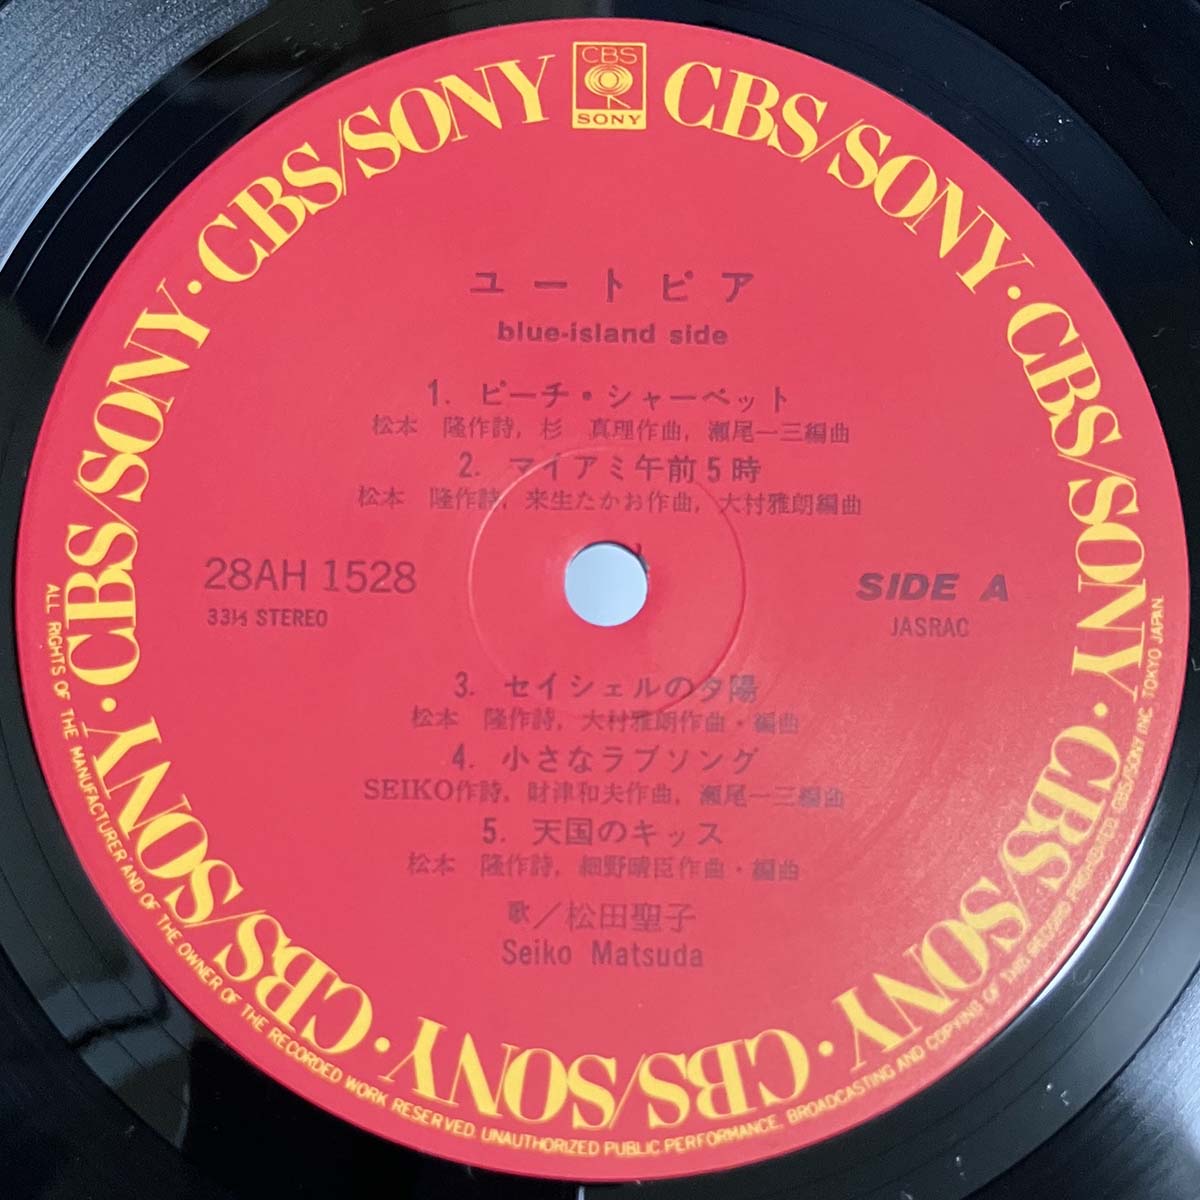 CBS
SONY
CBS/SONY · CBS/SONY · CBS/SONY · CBS/SONY · CBS/SONY · CBS/SONY · CBS/SONY · CBS/SONY
ユートピア
blue-island side
1. ピーチ・シャーベット
松本 隆作詩, 杉 真理作曲, 瀬尾一三編曲
2. マイアミ午前5時
松本 隆作詩, 来生たかお作曲, 大村雅朗編曲
28AH 1528
33⅓ STEREO
SIDE A
JASRAC
3. セイシェルの夕陽
松本 隆作詩, 大村雅朗作曲・編曲
4. 小さなラブソング
SEIKO作詩, 財津和夫作曲, 瀬尾一三編曲
5. 天国のキッス
松本 隆作詩, 細野晴臣作曲・編曲
歌／松田聖子
Seiko Matsuda
ALL RIGHTS OF THE MANUFACTURER AND OF THE OWNER OF THE RECORDED WORK RESERVED. UNAUTHORIZED PUBLIC PERFORMANCE, BROADCASTING AND COPYING OF THIS RECORD PROHIBITED. CBS/SONY INC. TOKYO JAPAN.